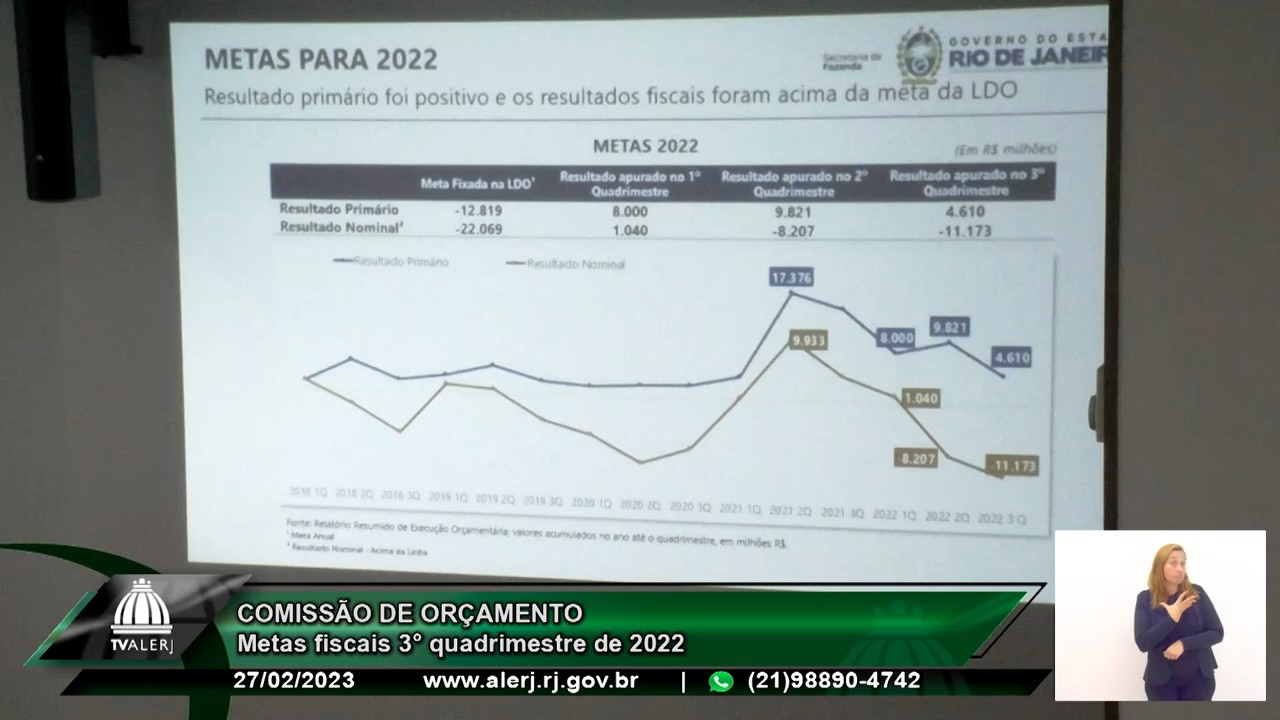 METAS PARA 2022
Secretaria de
Fazenda
GOVERNO DO ESTA
RIO DE JANEIR
Resultado primário foi positivo e os resultados fiscais foram acima da meta da LDO
METAS 2022
(Em R$ milhões)
Meta Fixada na LDO¹ Resultado apurado no 1º Quadrimestre Resultado apurado no 2º Quadrimestre Resultado apurado no 3º Quadrimestre
Resultado Primário -12.819 8.000 9.821 4.610
Resultado Nominal² -22.069 1.040 -8.207 -11.173
Resultado Primário Resultado Nominal
17.376
9.933
8.000
9.821
4.610
1.040
-8.207
-11.173
2018 1Q 2018 2Q 2018 3Q 2019 1Q 2019 2Q 2019 3Q 2020 1Q 2020 2Q 2020 3Q 2021 1Q 2021 2Q 2021 3Q 2022 1Q 2022 2Q 2022 3 Q
Fonte: Relatório Resumido de Execução Orçamentária; valores acumulados no ano até o quadrimestre, em milhões R$.
¹ Meta Anual
² Resultado Nominal - Acima da Linha
TVALERJ
COMISSÃO DE ORÇAMENTO
Metas fiscais 3° quadrimestre de 2022
27/02/2023 www.alerj.rj.gov.br | (21)98890-4742